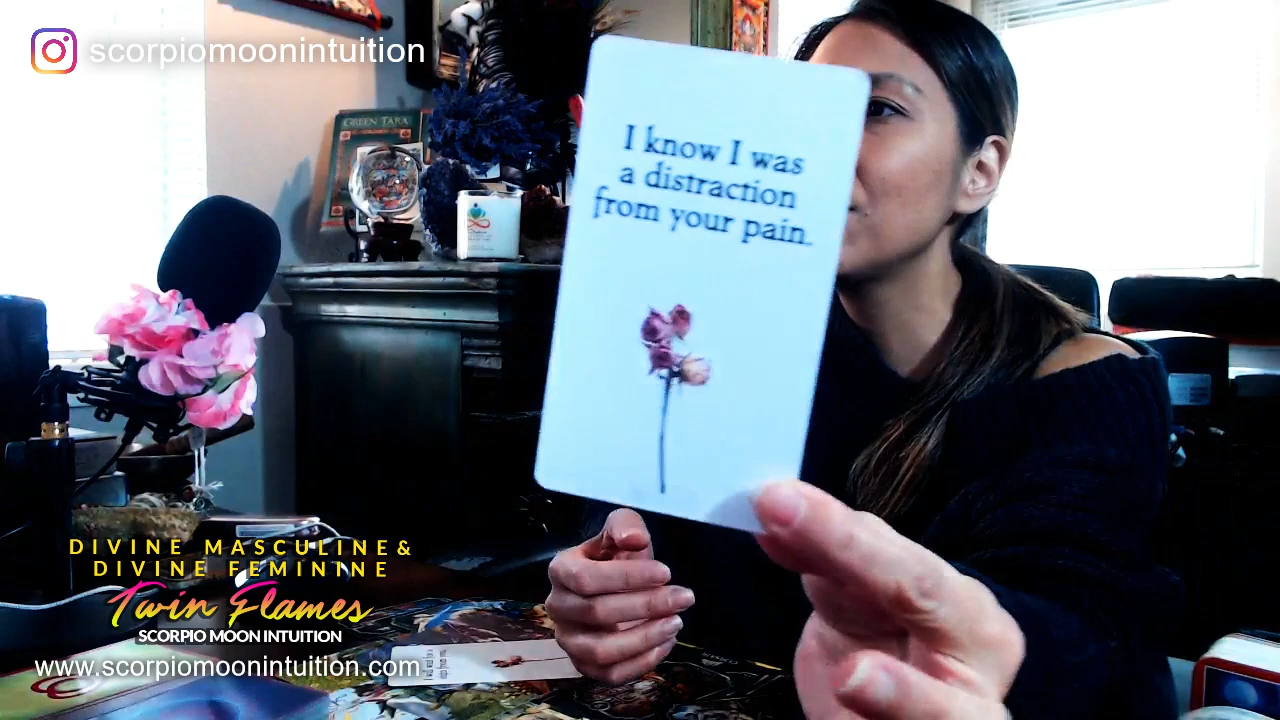 scorpiomoonintuition
GREEN TARA
I know I was
a distraction
from your pain.
DIVINE MASCULINE&
DIVINE FEMININE
Twin Flames
SCORPIO MOON INTUITION
www.scorpiomoonintuition.com